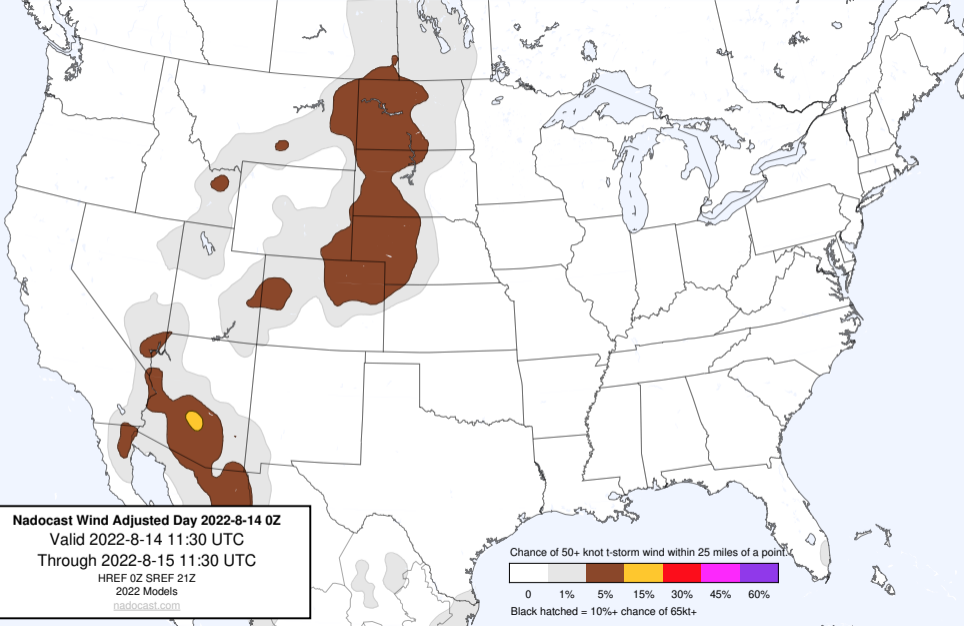 Nadocast Wind Adjusted Day 2022-8-14 0Z
Valid 2022-8-14 11:30 UTC
Through 2022-8-15 11:30 UTC
HREF 0Z SREF 21Z
2022 Models
nadocast.com
Chance of 50+ knot t-storm wind within 25 miles of a point.
0 1% 5% 15% 30% 45% 60%
Black hatched = 10%+ chance of 65kt+